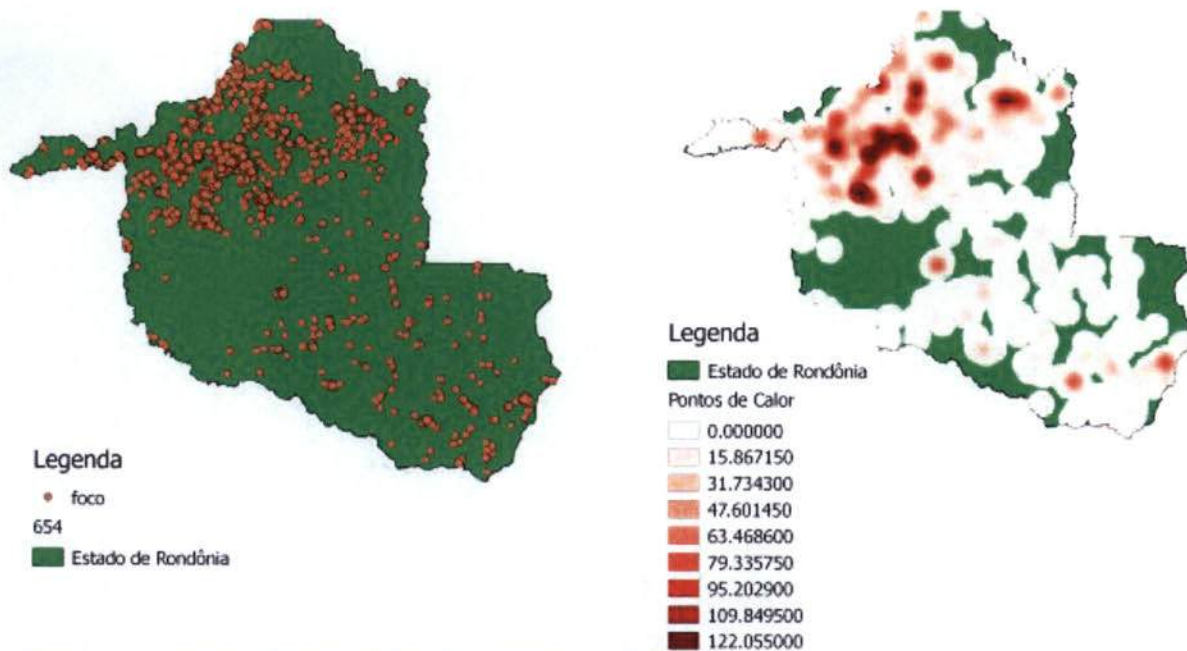 Legenda
foco
654
Estado de Rondônia
Legenda
Estado de Rondônia
Pontos de Calor
0.000000
15.867150
31.734300
47.601450
63.468600
79.335750
95.202900
109.849500
122.055000